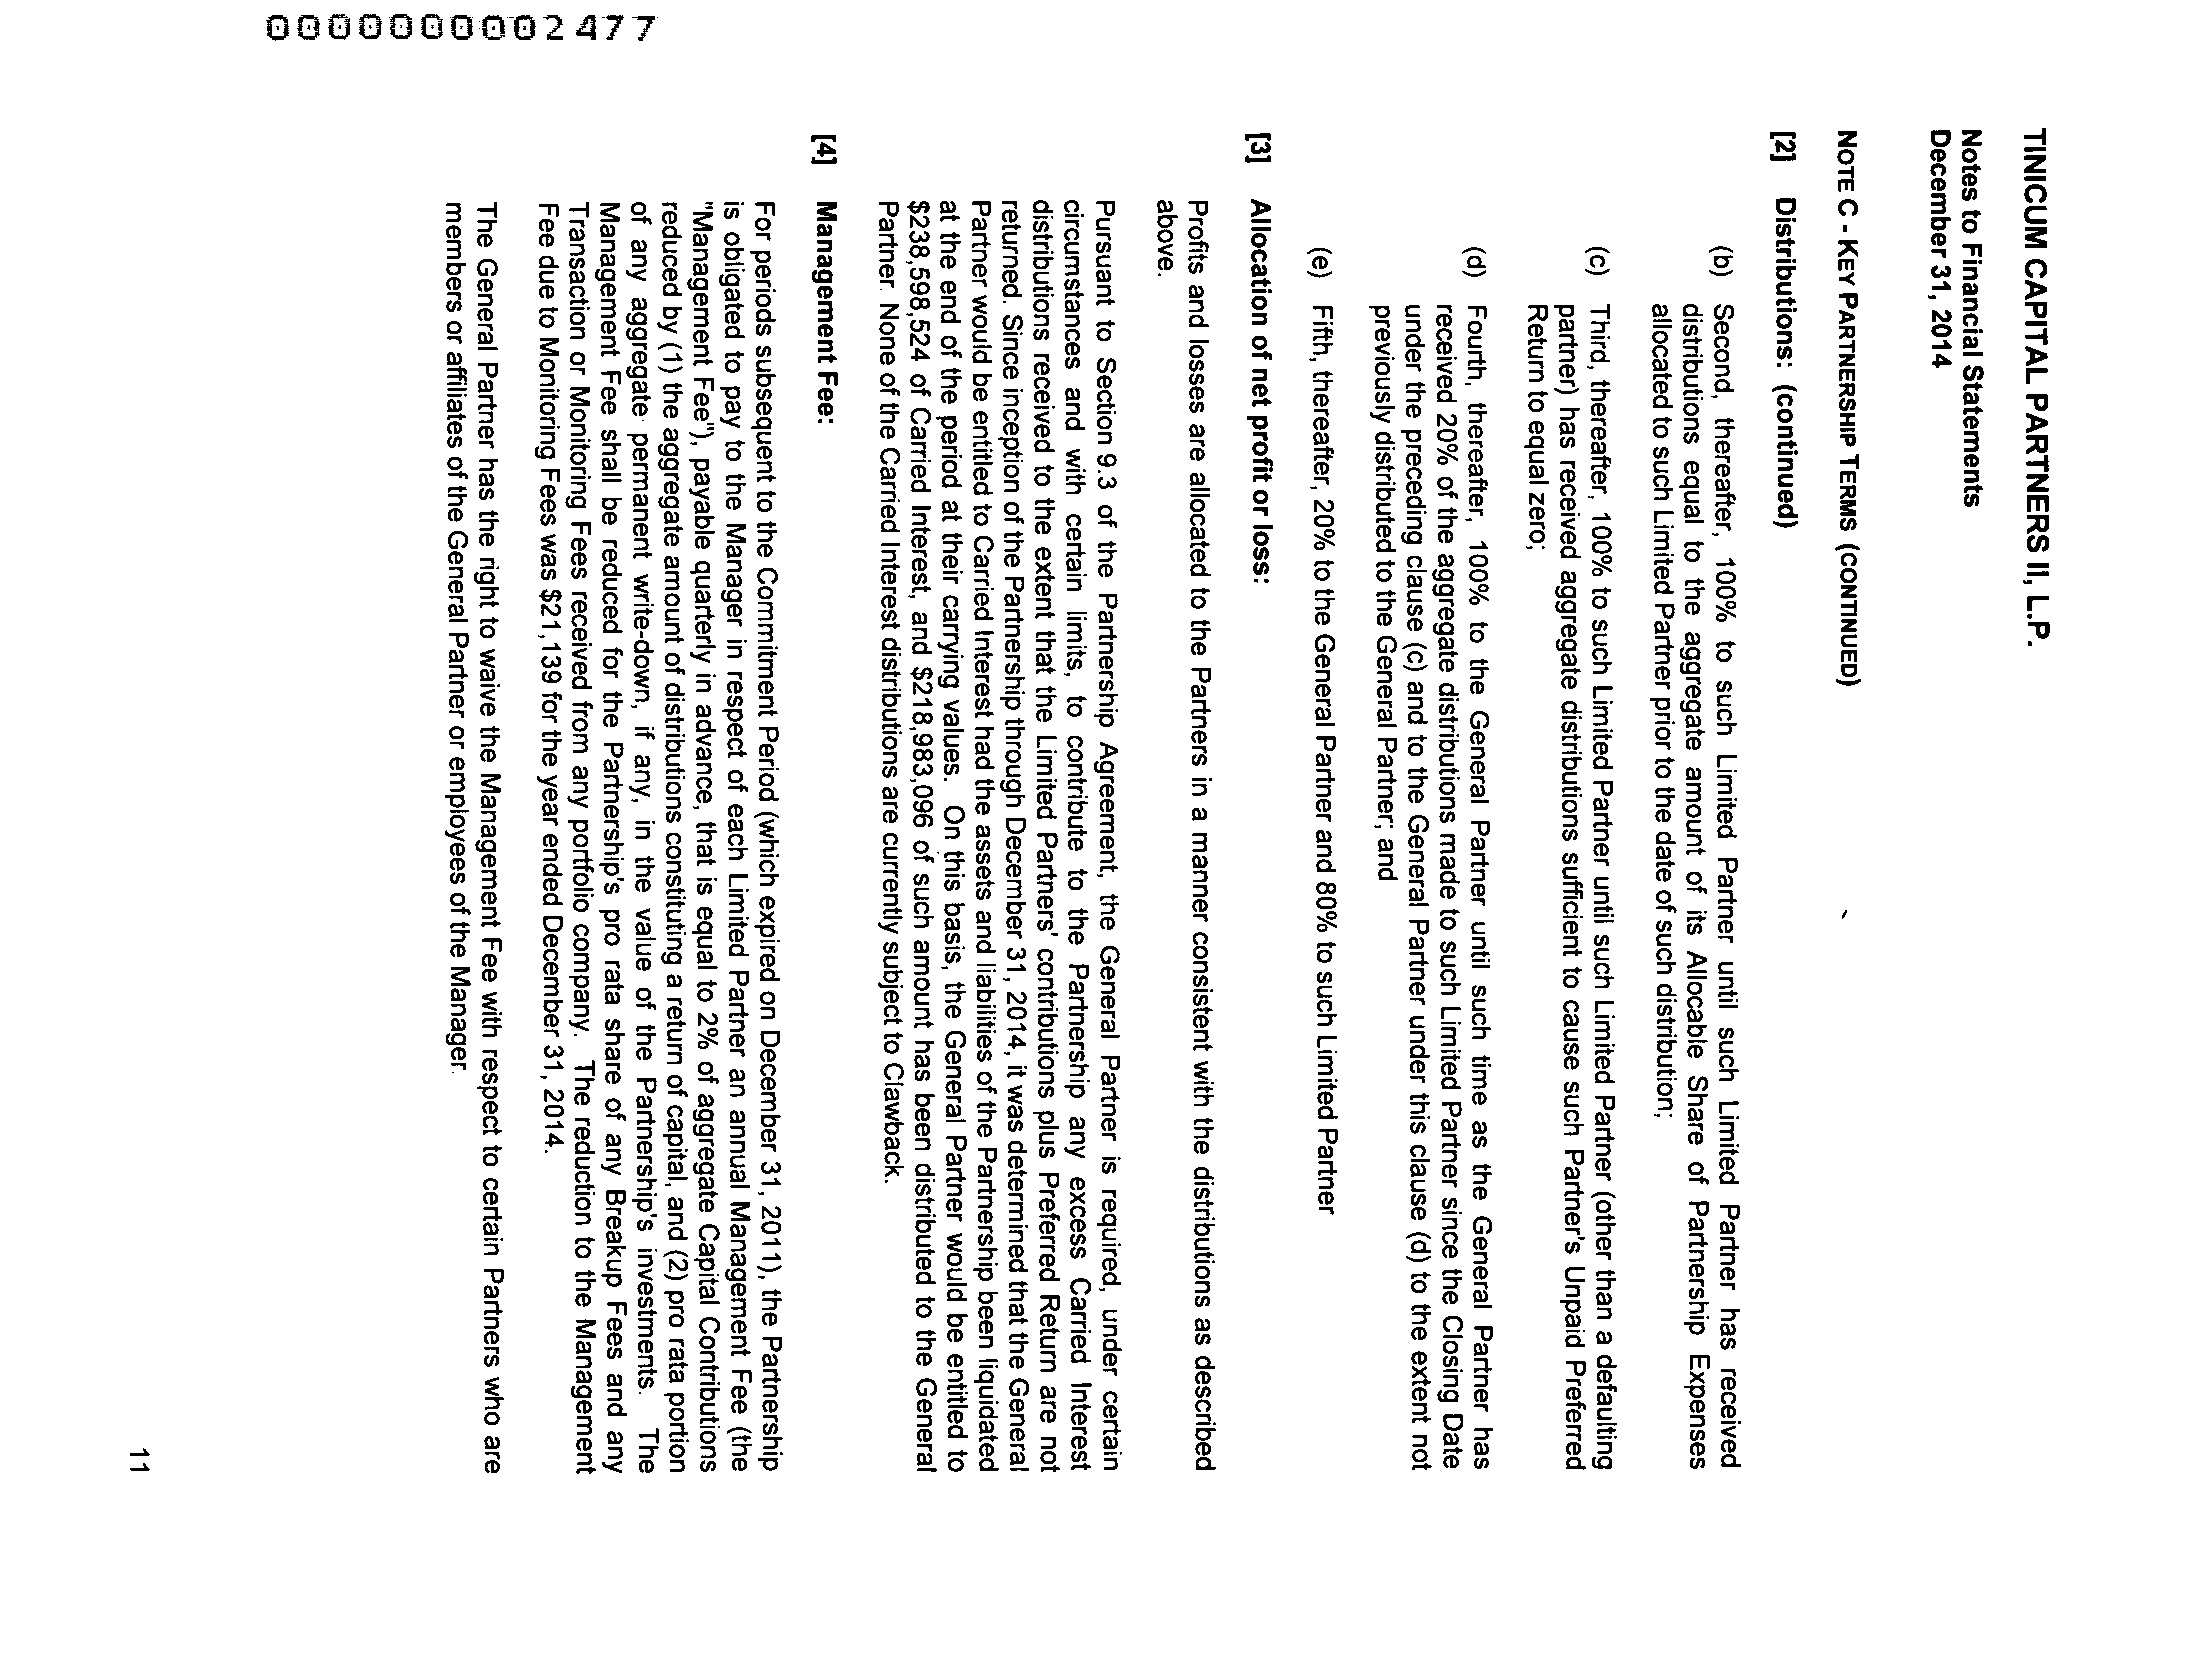 0000000002477
TINICUM CAPITAL PARTNERS II, L.P.
Notes to Financial Statements
December 31, 2014
NOTE C - KEY PARTNERSHIP TERMS (CONTINUED)
[2] Distributions: (continued)
(b) Second, thereafter, 100% to such Limited Partner until such Limited Partner has received
distributions equal to the aggregate amount of its Allocable Share of Partnership Expenses
allocated to such Limited Partner prior to the date of such distribution;
(c) Third, thereafter, 100% to such Limited Partner until such Limited Partner (other than a defaulting
partner) has received aggregate distributions sufficient to cause such Partner's Unpaid Preferred
Return to equal zero;
(d) Fourth, thereafter, 100% to the General Partner until such time as the General Partner has
received 20% of the aggregate distributions made to such Limited Partner since the Closing Date
under the preceding clause (c) and to the General Partner under this clause (d) to the extent not
previously distributed to the General Partner; and
(e) Fifth, thereafter, 20% to the General Partner and 80% to such Limited Partner
[3] Allocation of net profit or loss:
Profits and losses are allocated to the Partners in a manner consistent with the distributions as described
above.
Pursuant to Section 9.3 of the Partnership Agreement, the General Partner is required, under certain
circumstances and with certain limits, to contribute to the Partnership any excess Carried Interest
distributions received to the extent that the Limited Partners' contributions plus Preferred Return are not
returned. Since inception of the Partnership through December 31, 2014, it was determined that the General
Partner would be entitled to Carried Interest had the assets and liabilities of the Partnership been liquidated
at the end of the period at their carrying values. On this basis, the General Partner would be entitled to
$238,598,524 of Carried Interest, and $218,983,096 of such amount has been distributed to the General
Partner. None of the Carried Interest distributions are currently subject to Clawback.
[4] Management Fee:
For periods subsequent to the Commitment Period (which expired on December 31, 2011), the Partnership
is obligated to pay to the Manager in respect of each Limited Partner an annual Management Fee (the
"Management Fee"), payable quarterly in advance, that is equal to 2% of aggregate Capital Contributions
reduced by (1) the aggregate amount of distributions constituting a return of capital, and (2) pro rata portion
of any aggregate permanent write-down, if any, in the value of the Partnership's investments. The
Management Fee shall be reduced for the Partnership's pro rata share of any Breakup Fees and any
Transaction or Monitoring Fees received from any portfolio company. The reduction to the Management
Fee due to Monitoring Fees was $21,139 for the year ended December 31, 2014.
The General Partner has the right to waive the Management Fee with respect to certain Partners who are
members or affiliates of the General Partner or employees of the Manager.
11